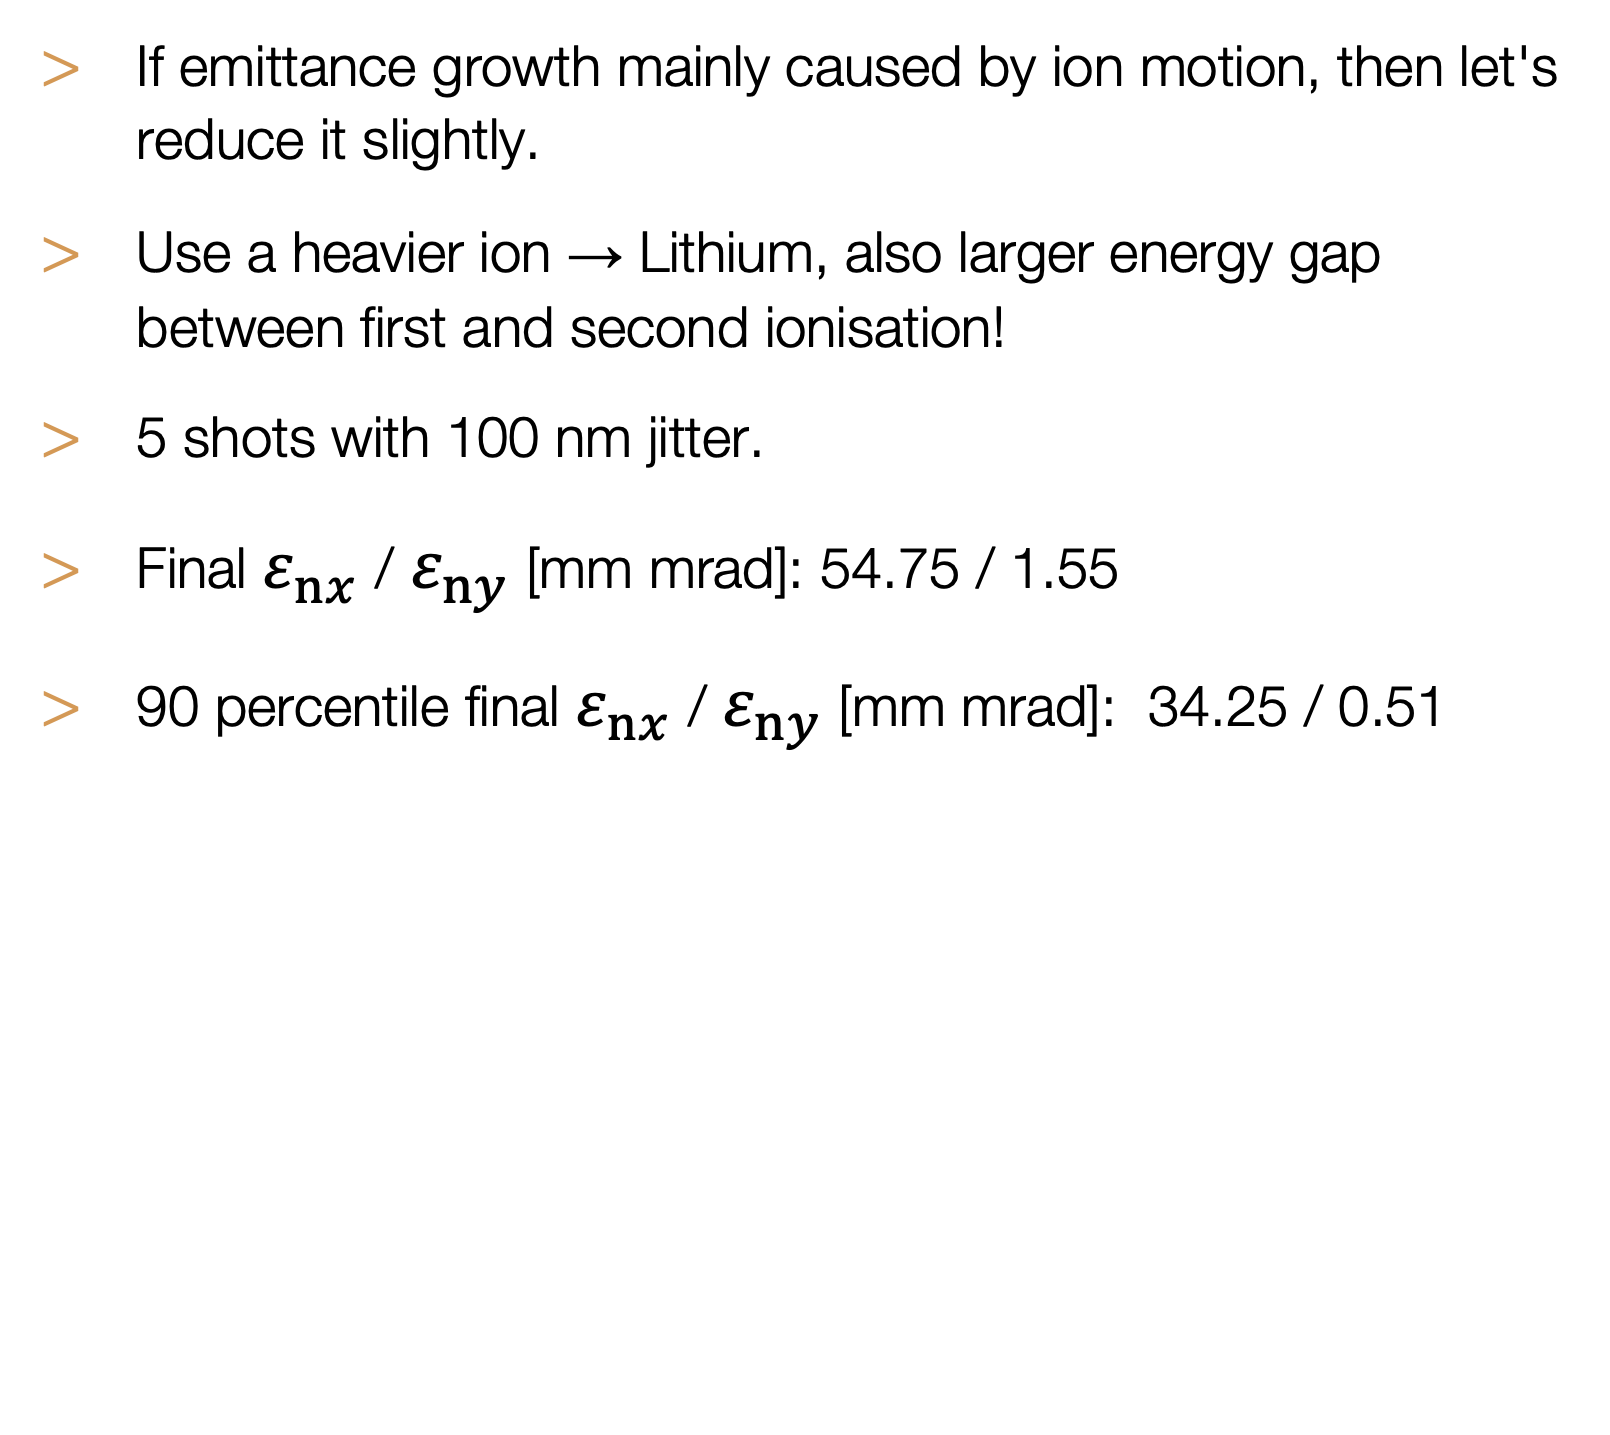 > If emittance growth mainly caused by ion motion, then let's
reduce it slightly.
> Use a heavier ion → Lithium, also larger energy gap
between first and second ionisation!
> 5 shots with 100 nm jitter.
> Final εnx / εny [mm mrad]: 54.75 / 1.55
> 90 percentile final εnx / εny [mm mrad]: 34.25 / 0.51